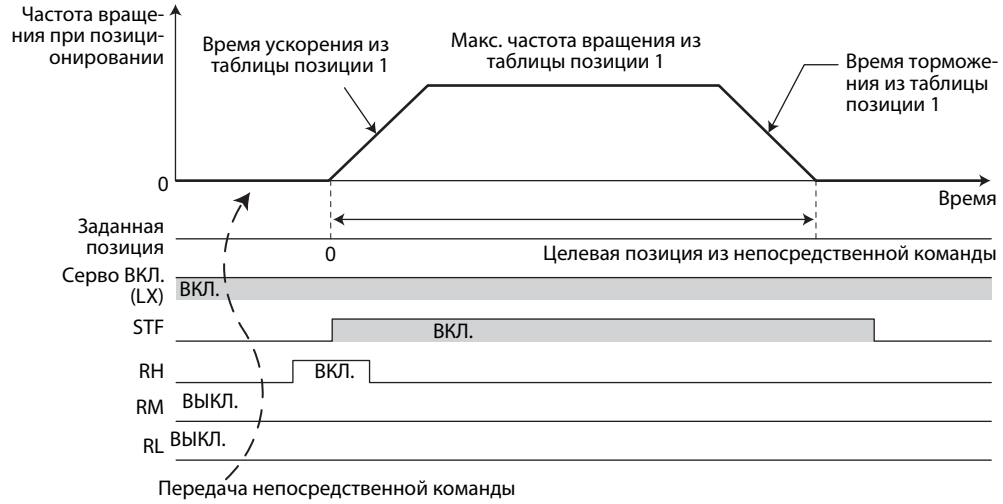 Частота враще-
ния при позици-
онировании
Время ускорения из
таблицы позиции 1
Макс. частота вращения из
таблицы позиции 1
Время торможе-
ния из таблицы
позиции 1
0
Время
Заданная
позиция
0
Целевая позиция из непосредственной команды
Серво ВКЛ.
(LX)
ВКЛ.
STF
ВКЛ.
RH
ВКЛ.
RM
ВЫКЛ.
RL
ВЫКЛ.
Передача непосредственной команды